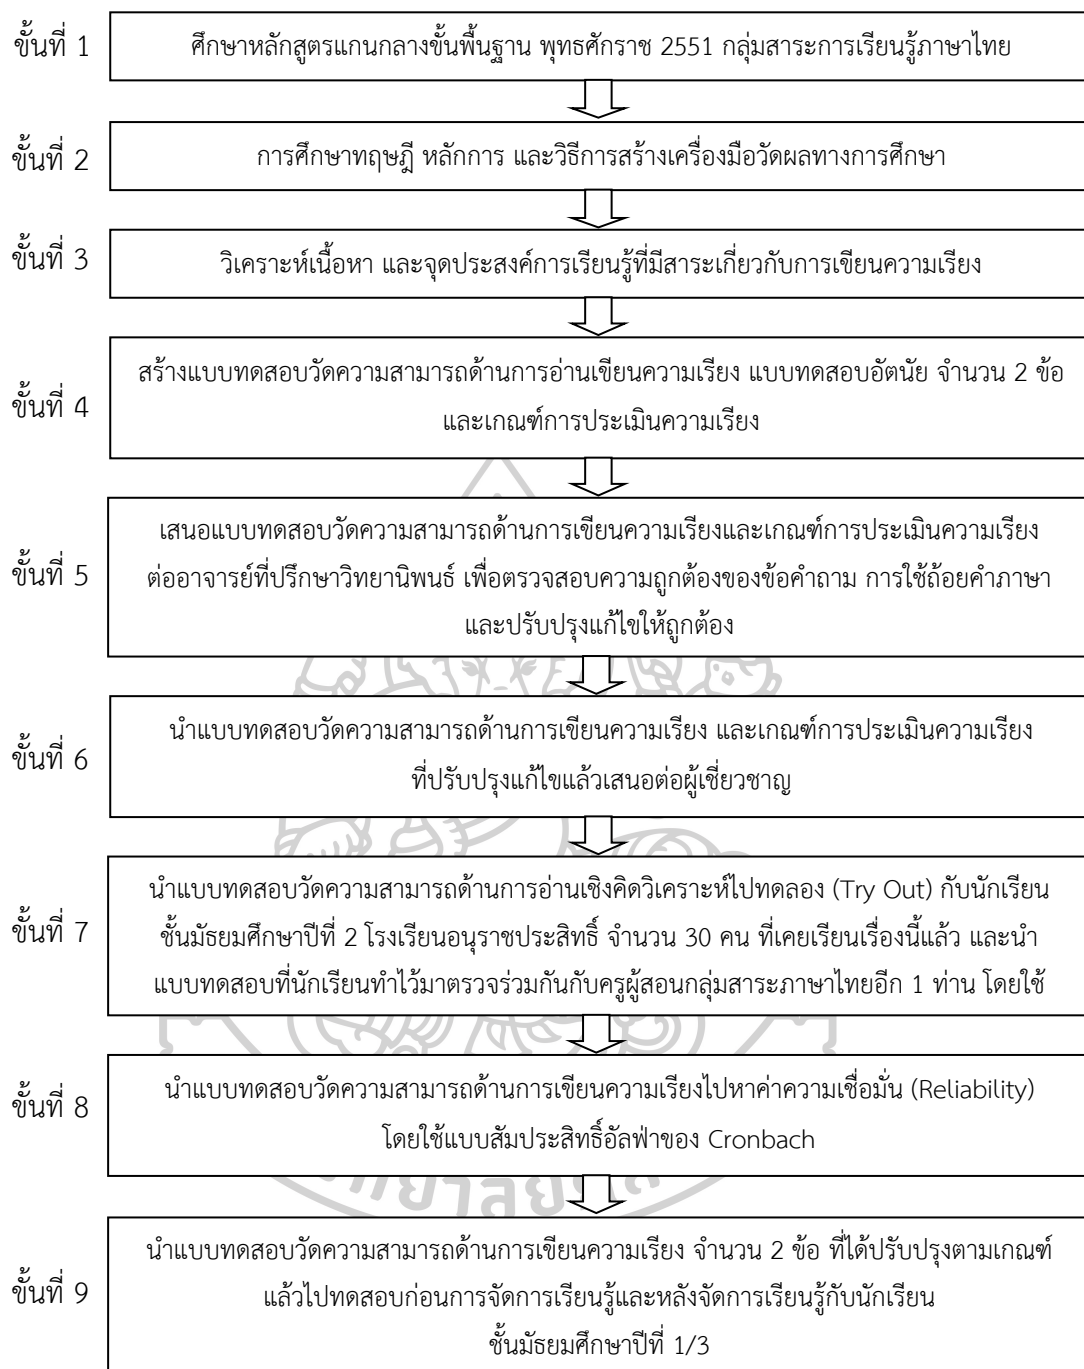 ขั้นที่ 1
ศึกษาหลักสูตรแกนกลางขั้นพื้นฐาน พุทธศักราช 2551 กลุ่มสาระการเรียนรู้ภาษาไทย
ขั้นที่ 2
การศึกษาทฤษฎี หลักการ และวิธีการสร้างเครื่องมือวัดผลทางการศึกษา
ขั้นที่ 3
วิเคราะห์เนื้อหา และจุดประสงค์การเรียนรู้ที่มีสาระเกี่ยวกับการเขียนความเรียง
ขั้นที่ 4
สร้างแบบทดสอบวัดความสามารถด้านการอ่านเขียนความเรียง แบบทดสอบอัตนัย จำนวน 2 ข้อ
และเกณฑ์การประเมินความเรียง
ขั้นที่ 5
เสนอแบบทดสอบวัดความสามารถด้านการเขียนความเรียงและเกณฑ์การประเมินความเรียง
ต่ออาจารย์ที่ปรึกษาวิทยานิพนธ์ เพื่อตรวจสอบความถูกต้องของข้อคำถาม การใช้ถ้อยคำภาษา
และปรับปรุงแก้ไขให้ถูกต้อง
ขั้นที่ 6
นำแบบทดสอบวัดความสามารถด้านการเขียนความเรียง และเกณฑ์การประเมินความเรียง
ที่ปรับปรุงแก้ไขแล้วเสนอต่อผู้เชี่ยวชาญ
ขั้นที่ 7
นำแบบทดสอบวัดความสามารถด้านการอ่านเชิงคิดวิเคราะห์ไปทดลอง (Try Out) กับนักเรียน
ชั้นมัธยมศึกษาปีที่ 2 โรงเรียนอนุราชประสิทธิ์ จำนวน 30 คน ที่เคยเรียนเรื่องนี้แล้ว และนำ
แบบทดสอบที่นักเรียนทำไว้มาตรวจร่วมกันกับครูผู้สอนกลุ่มสาระภาษาไทยอีก 1 ท่าน โดยใช้
ขั้นที่ 8
นำแบบทดสอบวัดความสามารถด้านการเขียนความเรียงไปหาค่าความเชื่อมั่น (Reliability)
โดยใช้แบบสัมประสิทธิ์อัลฟ่าของ Cronbach
ขั้นที่ 9
นำแบบทดสอบวัดความสามารถด้านการเขียนความเรียง จำนวน 2 ข้อ ที่ได้ปรับปรุงตามเกณฑ์
แล้วไปทดสอบก่อนการจัดการเรียนรู้และหลังจัดการเรียนรู้กับนักเรียน
ชั้นมัธยมศึกษาปีที่ 1/3